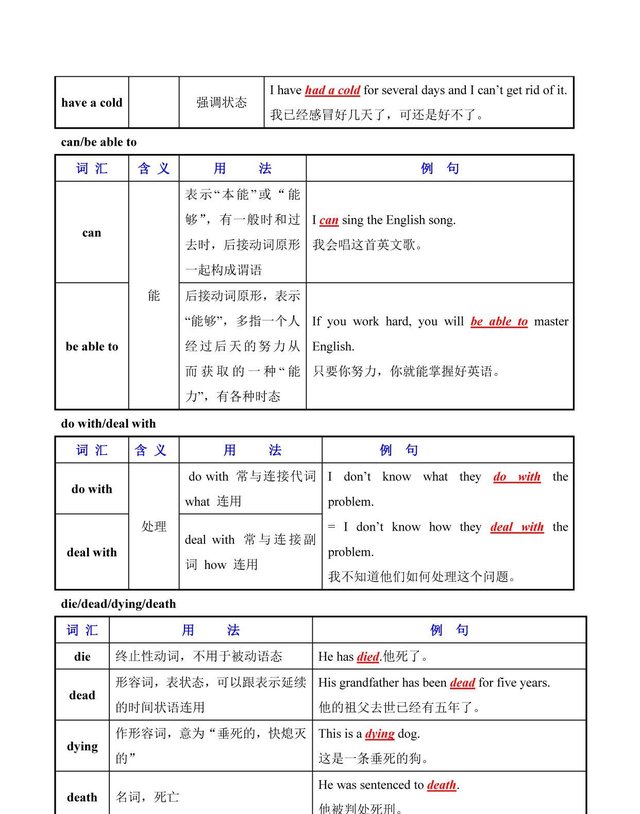 have a cold
强调状态
I have had a cold for several days and I can't get rid of it.
我已经感冒好几天了，可还是好不了。
can/be able to
词 汇 含 义 用 法 例 句
can
能
表示“本能”或“能
够”，有一般时和过
去时，后接动词原形
一起构成谓语
I can sing the English song.
我会唱这首英文歌。
be able to
后接动词原形，表示
“能够”，多指一个人
经过后天的努力从
而获取的一种“能
力”，有各种时态
If you work hard, you will be able to master
English.
只要你努力，你就能掌握好英语。
do with/deal with
词 汇 含 义 用 法 例 句
do with
处理
do with 常与连接代词
what 连用
I don't know what they do with the
problem.
= I don't know how they deal with the
problem.
我不知道他们如何处理这个问题。
deal with
deal with 常与连接副
词 how 连用
die/dead/dying/death
词 汇 用 法 例 句
die
终止性动词，不用于被动语态
He has died.他死了。
dead
形容词，表状态，可以跟表示延续
的时间状语连用
His grandfather has been dead for five years.
他的祖父去世已经有五年了。
dying
作形容词，意为“垂死的，快熄灭
的”
This is a dying dog.
这是一条垂死的狗。
death
名词，死亡
He was sentenced to death.
他被判处死刑。